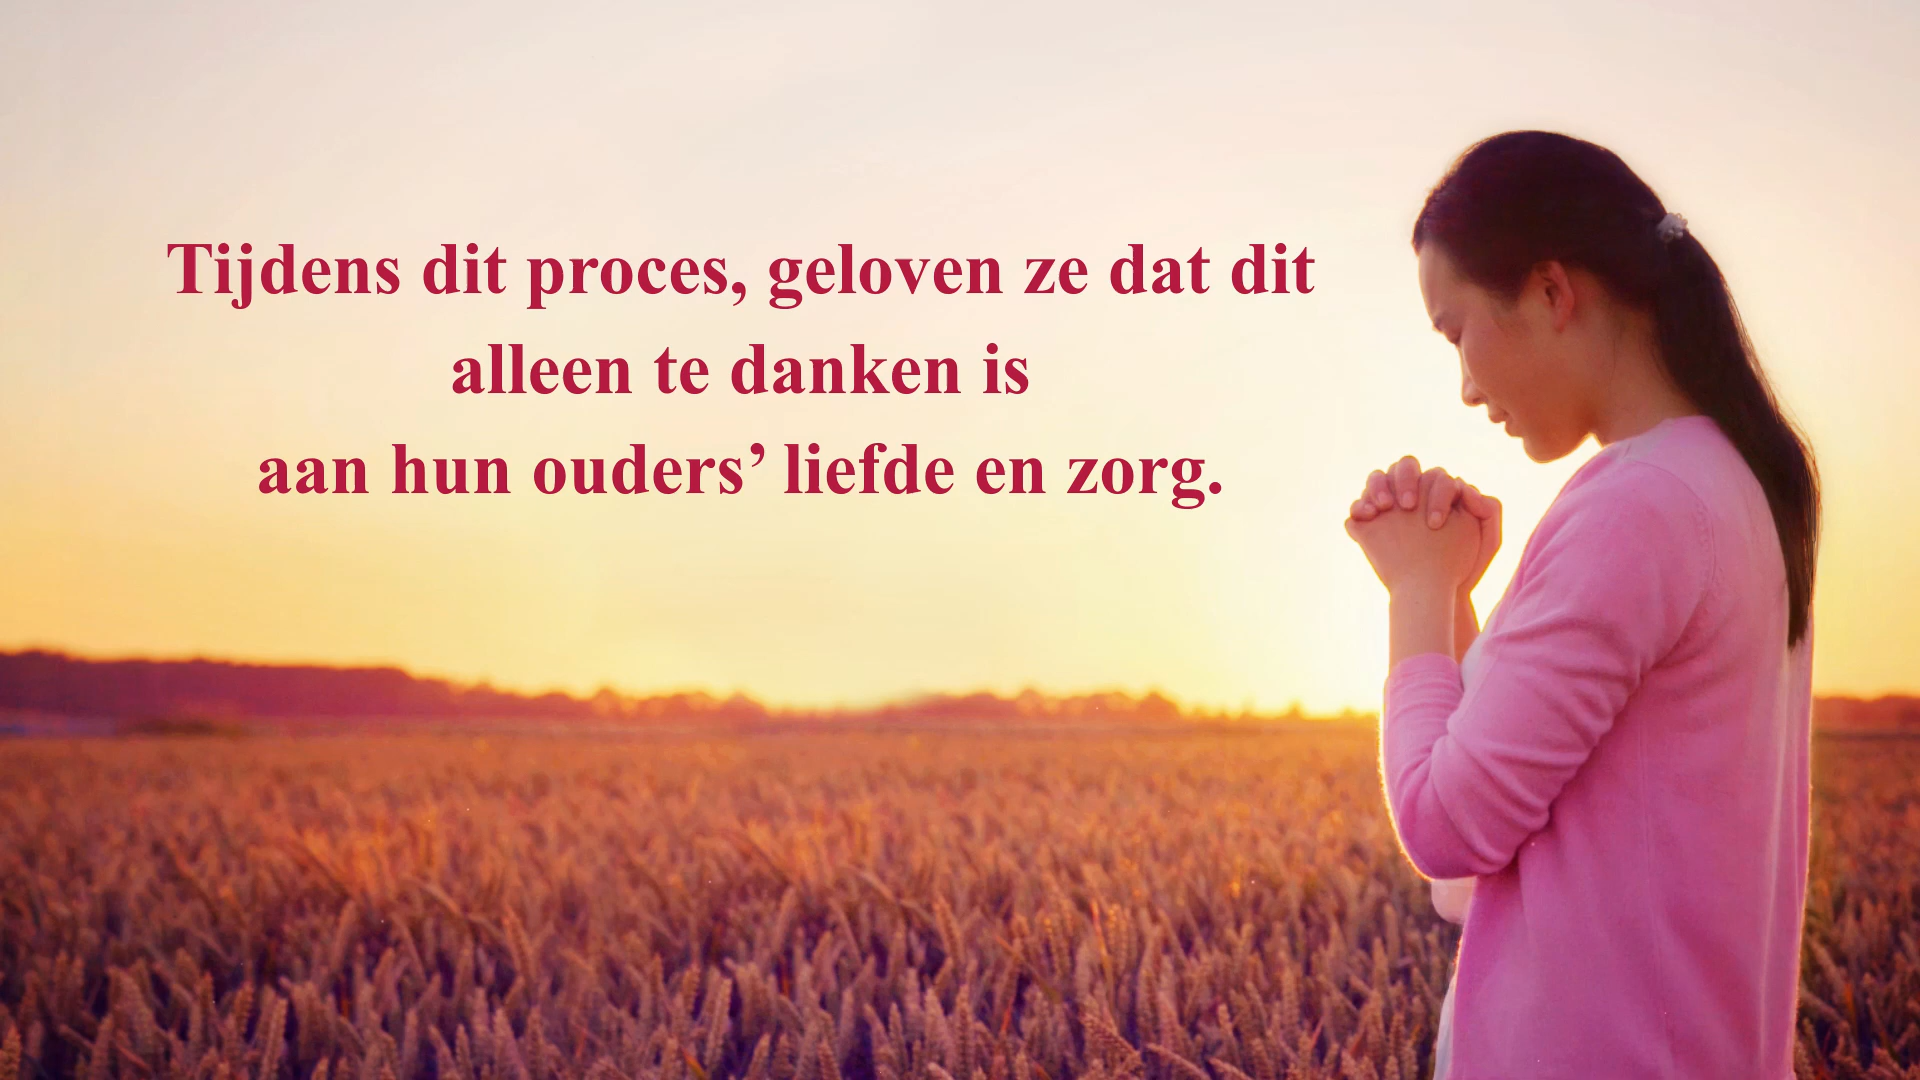 Tijdens dit proces, geloven ze dat dit
alleen te danken is
aan hun ouders’ liefde en zorg.